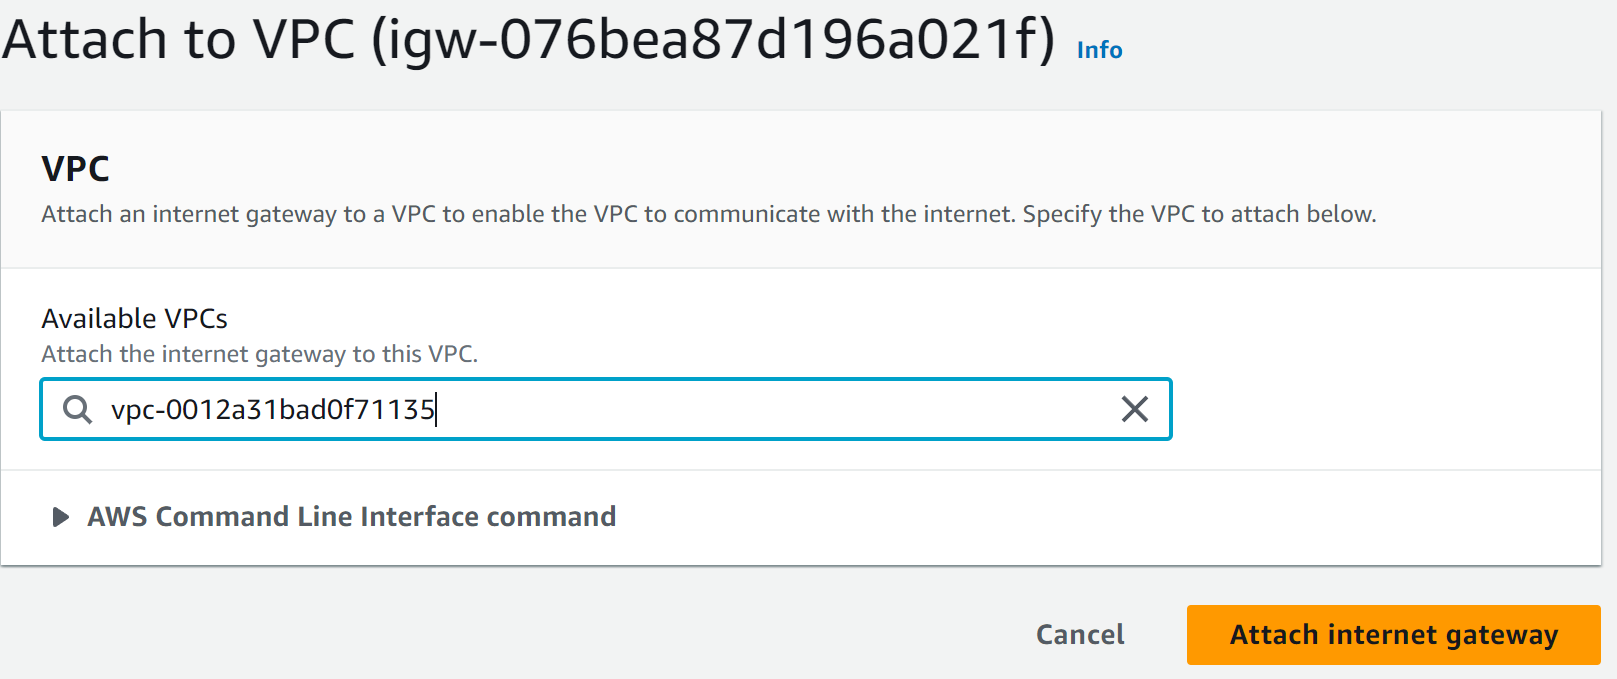 Attach to VPC (igw-076bea87d196a021f) Info
VPC
Attach an internet gateway to a VPC to enable the VPC to communicate with the internet. Specify the VPC to attach below.
Available VPCs
Attach the internet gateway to this VPC.
vpc-0012a31bad0f71135
AWS Command Line Interface command
Cancel Attach internet gateway